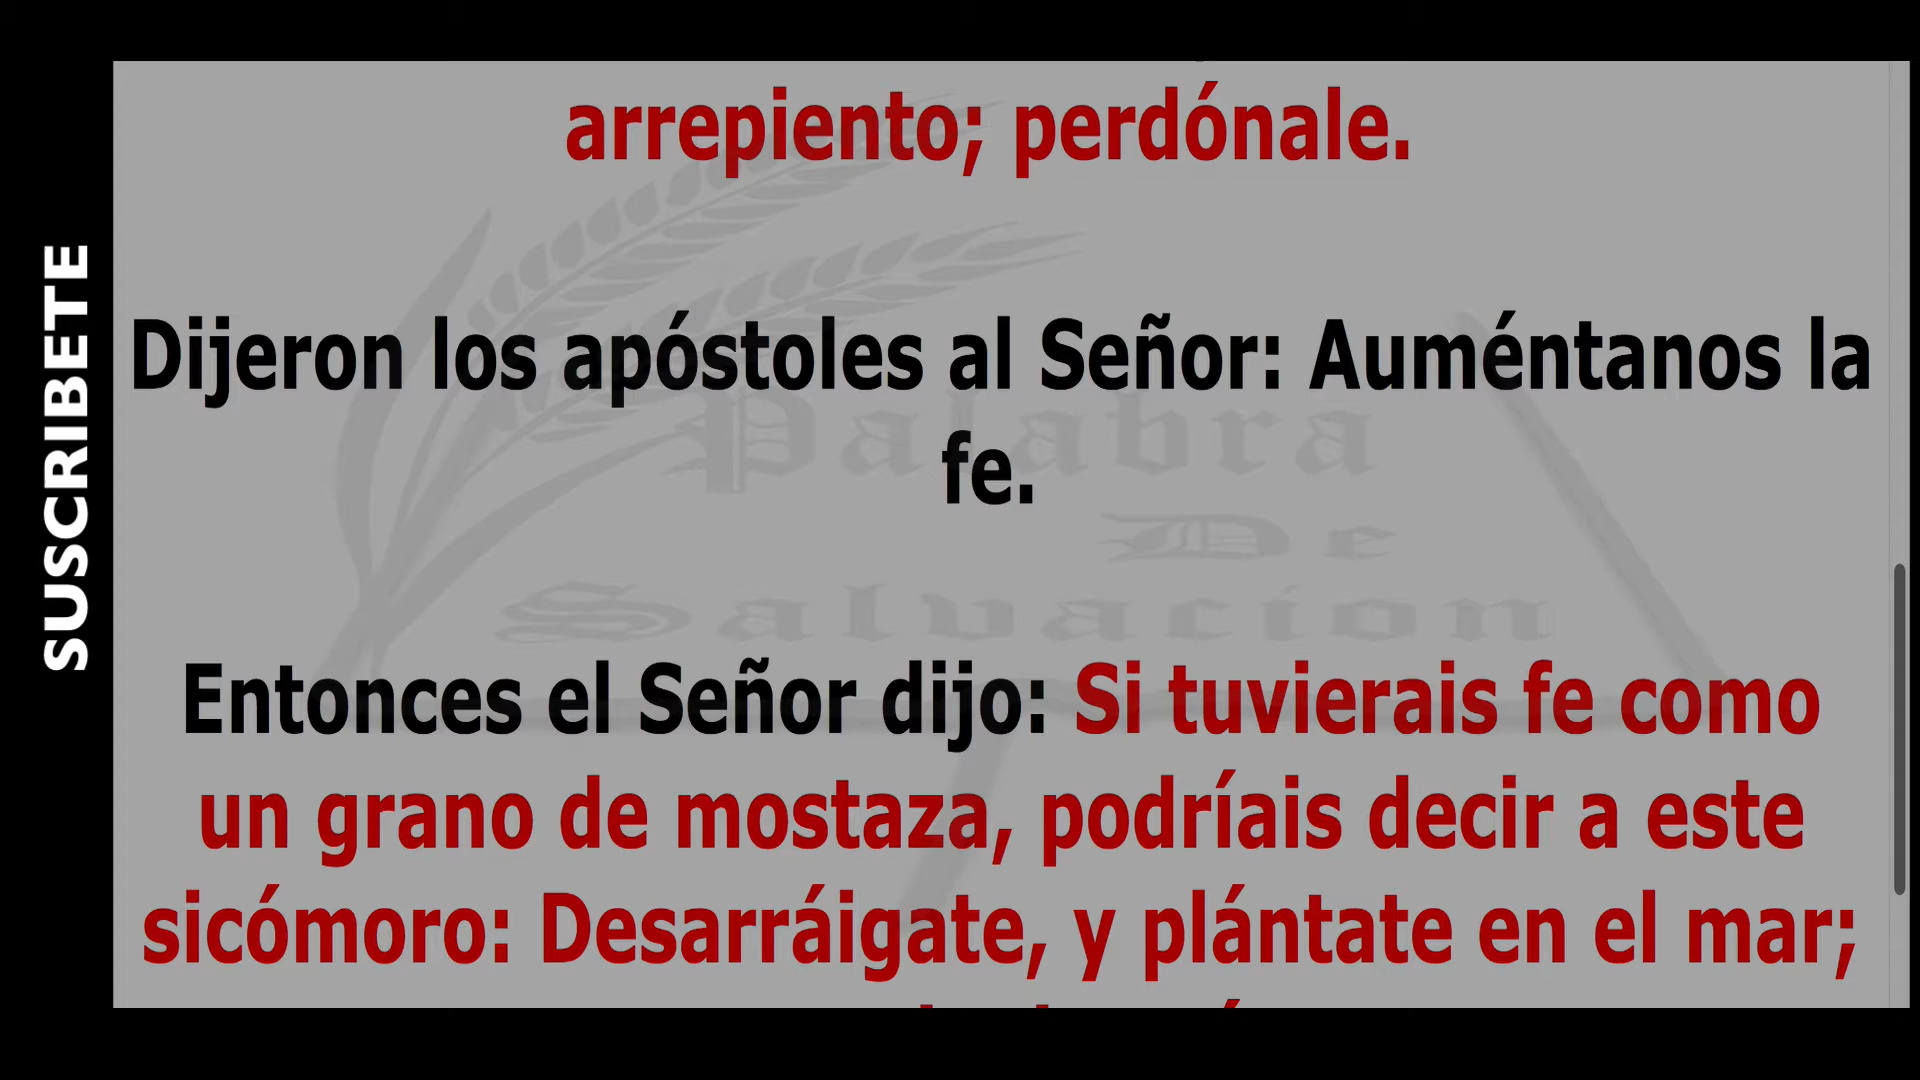 SUSCRIBETE
arrepiento; perdónale.
Dijeron los apóstoles al Señor: Auméntanos la
fe.
Palabra
De
Salvacion
Entonces el Señor dijo: Si tuvierais fe como
un grano de mostaza, podríais decir a este
sicómoro: Desarráigate, y plántate en el mar;